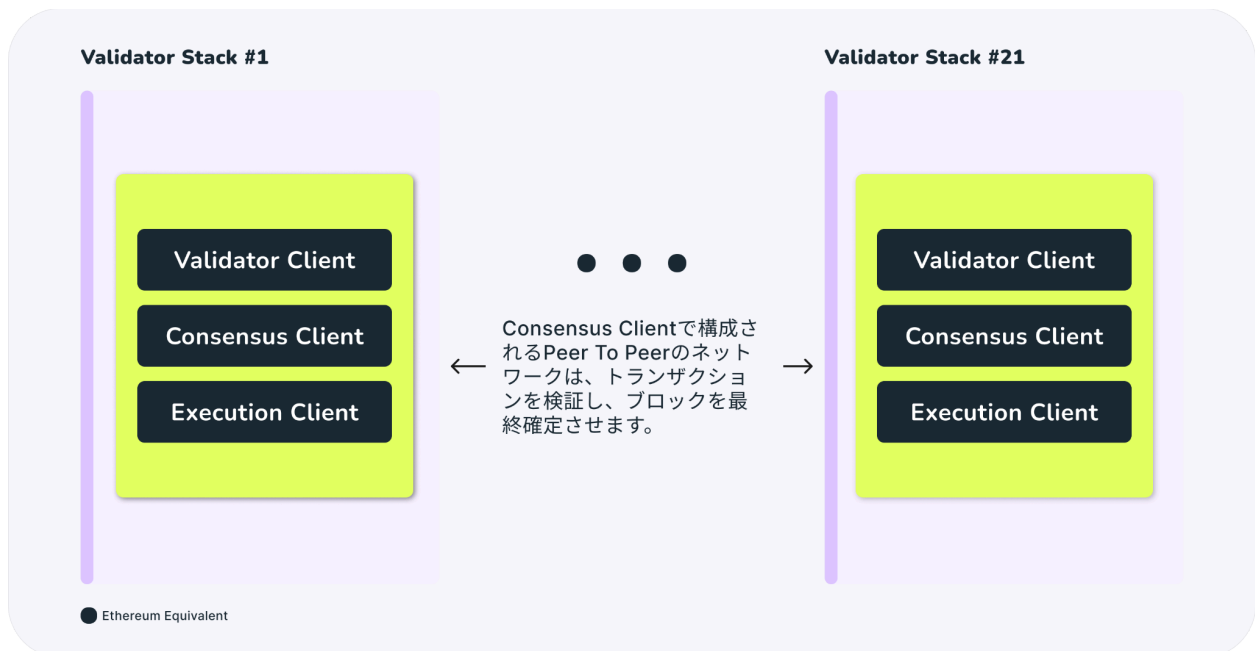 Validator Stack #1
Validator Client
Consensus Client
Execution Client
Consensus Clientで構成さ
れるPeer To Peerのネット
ワークは、トランザクショ
ンを検証し、ブロックを最
終確定させます。
Validator Stack #21
Validator Client
Consensus Client
Execution Client
Ethereum Equivalent